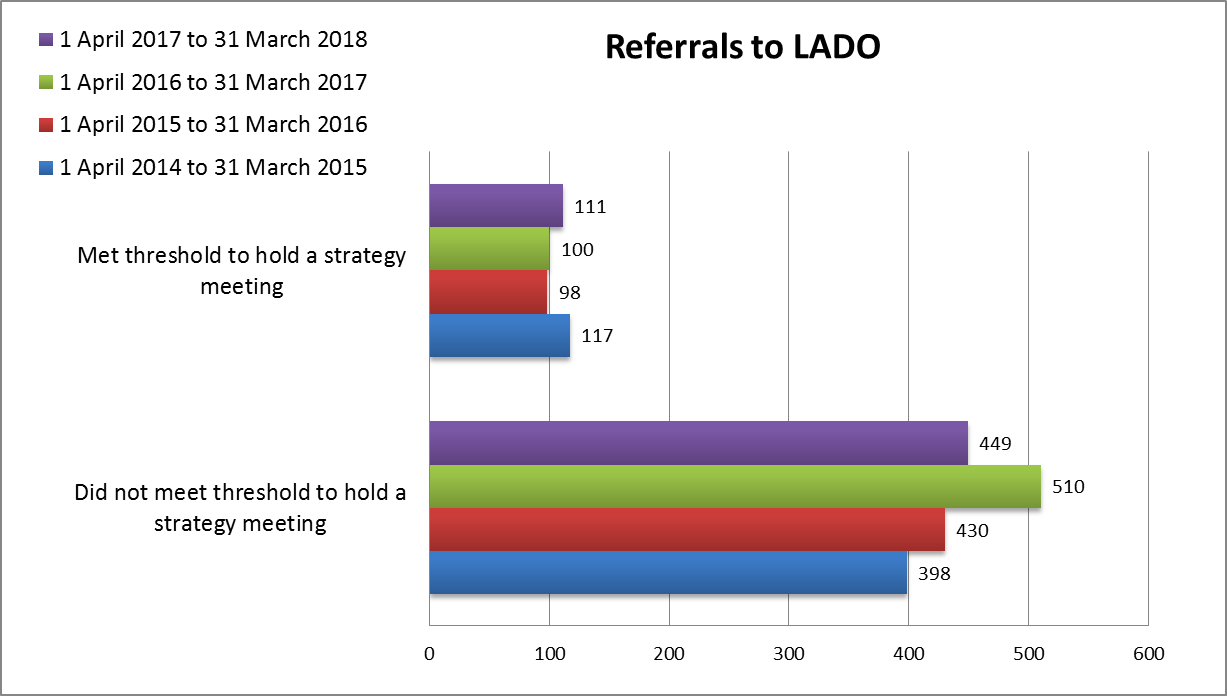 Referrals to LADO
1 April 2017 to 31 March 2018
1 April 2016 to 31 March 2017
1 April 2015 to 31 March 2016
1 April 2014 to 31 March 2015
Met threshold to hold a strategy
meeting
111
100
98
117
Did not meet threshold to hold a
strategy meeting
449
510
430
398
0 100 200 300 400 500 600